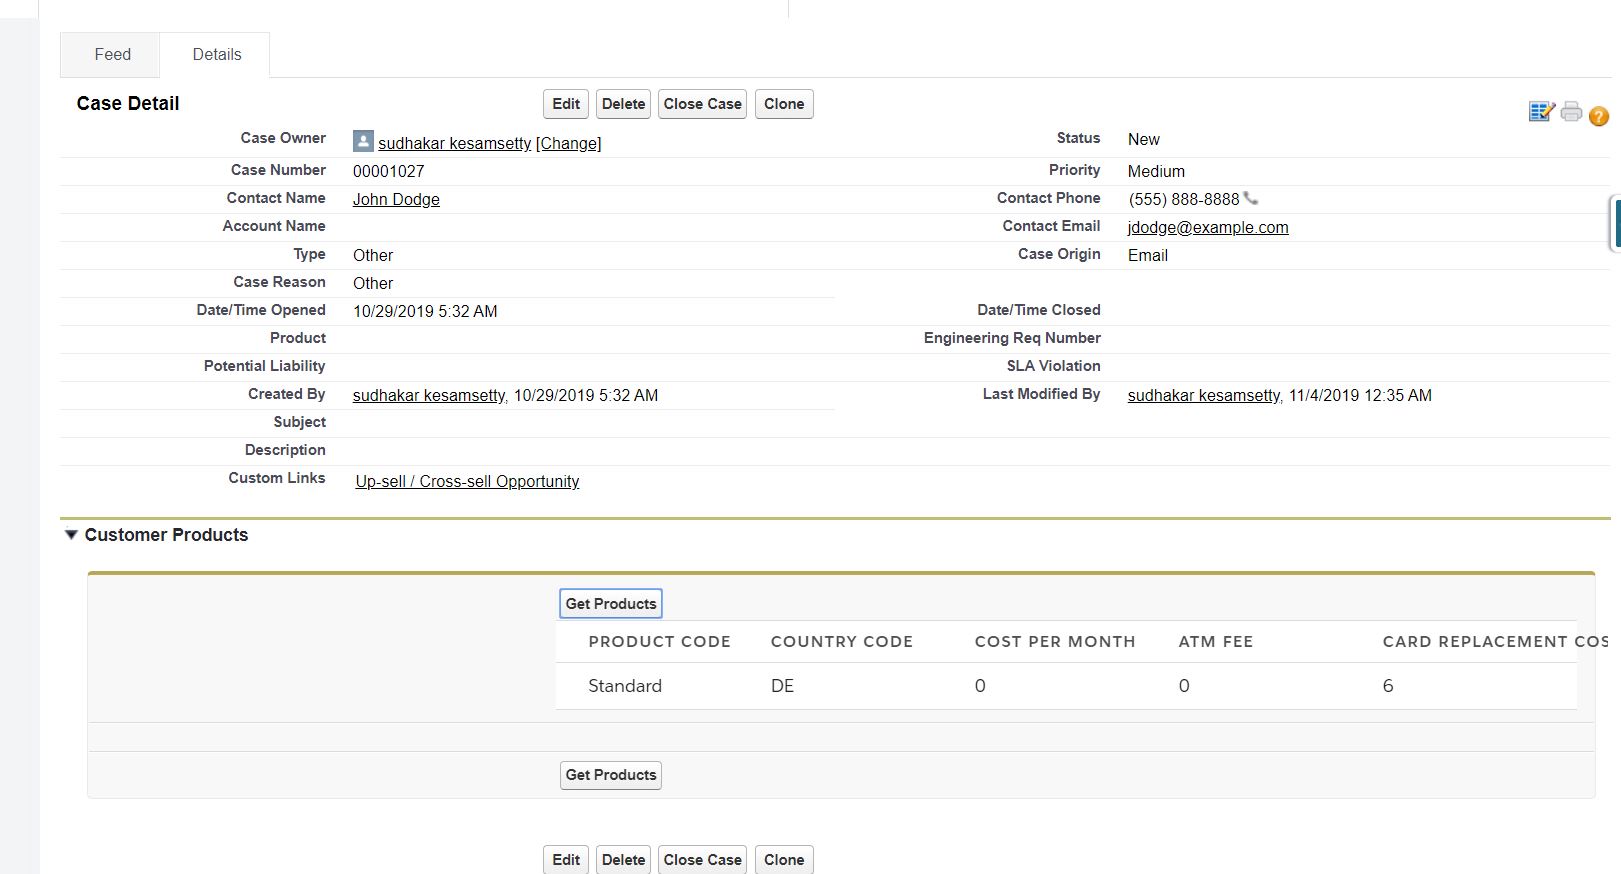 Feed Details
Case Detail Edit Delete Close Case Clone
Case Owner sudhakar kesamsetty [Change] Status New
Case Number 00001027 Priority Medium
Contact Name John Dodge Contact Phone (555) 888-8888
Account Name Contact Email jdodge@example.com
Type Other Case Origin Email
Case Reason Other
Date/Time Opened 10/29/2019 5:32 AM Date/Time Closed
Product Engineering Req Number
Potential Liability SLA Violation
Created By sudhakar kesamsetty, 10/29/2019 5:32 AM Last Modified By sudhakar kesamsetty, 11/4/2019 12:35 AM
Subject
Description
Custom Links Up-sell / Cross-sell Opportunity
Customer Products
Get Products
PRODUCT CODE COUNTRY CODE COST PER MONTH ATM FEE CARD REPLACEMENT COS
Standard DE 0 0 6
Get Products
Edit Delete Close Case Clone